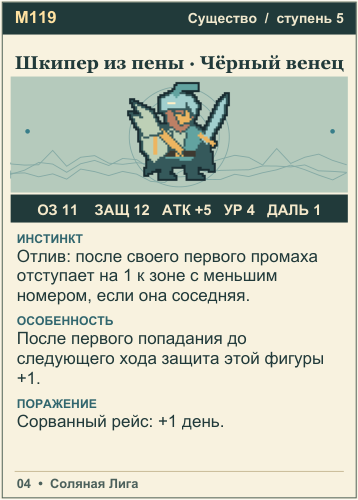 М119
Существо / ступень 5
Шкипер из пены · Чёрный венец
ОЗ 11 ЗАЩ 12 АТК +5 УР 4 ДАЛЬ 1
ИНСТИНКТ
Отлив: после своего первого промаха
отступает на 1 к зоне с меньшим
номером, если она соседняя.
ОСОБЕННОСТЬ
После первого попадания до
следующего хода защита этой фигуры
+1.
ПОРАЖЕНИЕ
Сорванный рейс: +1 день.
04 • Соляная Лига